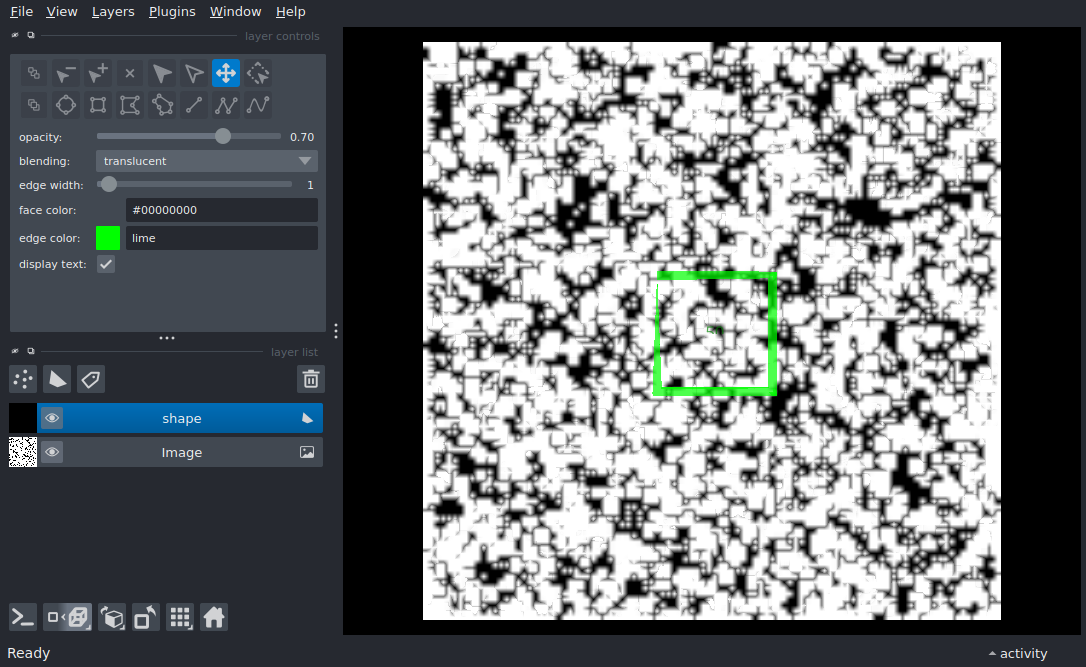 File View Layers Plugins Window Help
layer controls
opacity: 0.70
blending: translucent
edge width: 1
face color: #00000000
edge color: lime
display text:
layer list
shape
Image
Ready
activity